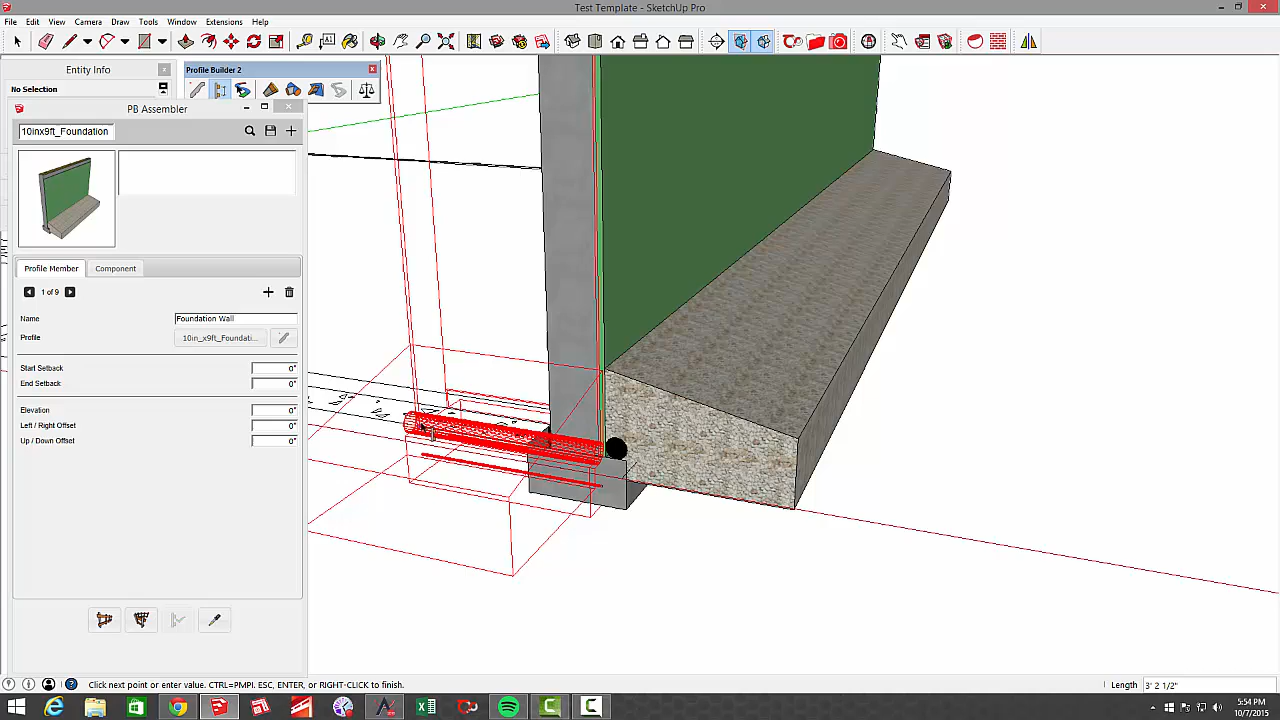 Test Template - SketchUp Pro
File Edit View Camera Draw Tools Window Extensions Help
Entity Info
Profile Builder 2
No Selection
PB Assembler
10inx9ft_Foundation
Profile Member Component
1 of 9
Name Foundation Wall
Profile 10in_x9ft_Foundati...
Start Setback 0"
End Setback 0"
Elevation 0"
Left / Right Offset 0"
Up / Down Offset 0"
Click next point or enter value. CTRL=PMPI. ESC, ENTER, or RIGHT-CLICK to finish.
Length 3' 2 1/2"
5:54 PM
10/7/2015